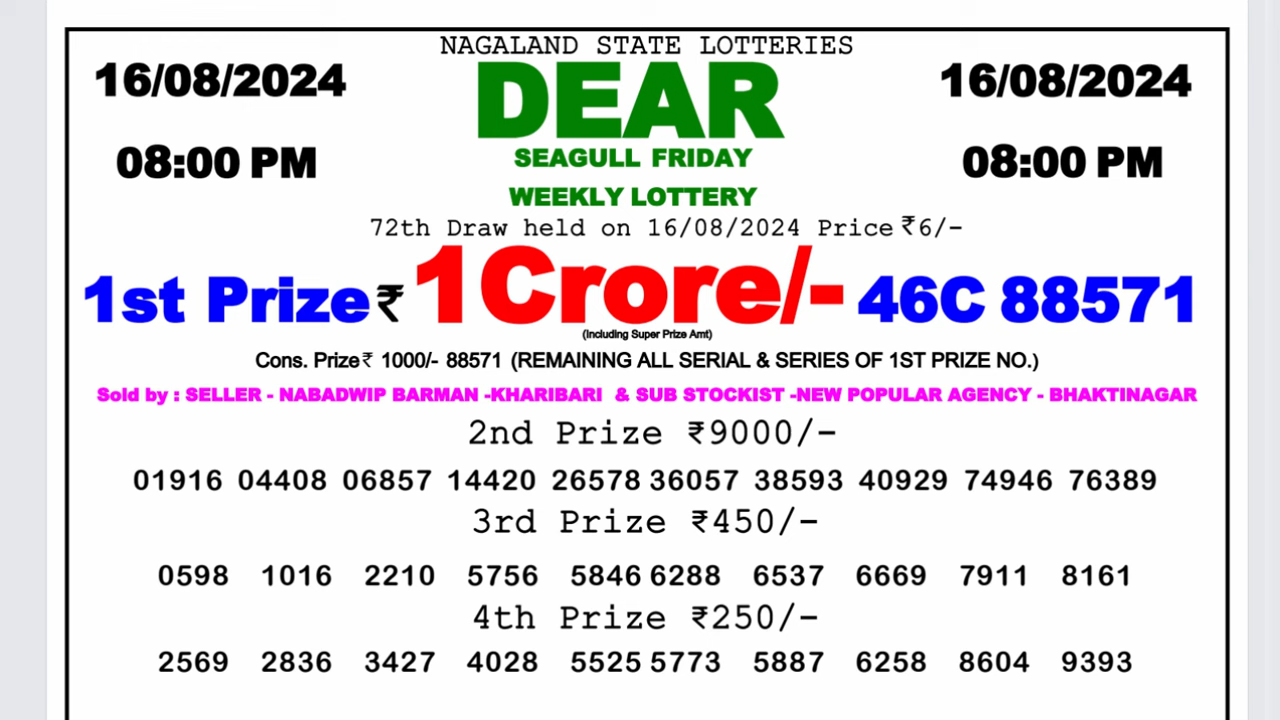 NAGALAND STATE LOTTERIES
16/08/2024 DEAR 16/08/2024
08:00 PM SEAGULL FRIDAY 08:00 PM
WEEKLY LOTTERY
72th Draw held on 16/08/2024 Price ₹6/-
1st Prize ₹ 1Crore/- 46C 88571
(Including Super Prize Amt)
Cons. Prize ₹ 1000/- 88571 (REMAINING ALL SERIAL & SERIES OF 1ST PRIZE NO.)
Sold by : SELLER - NABADWIP BARMAN -KHARIBARI & SUB STOCKIST -NEW POPULAR AGENCY - BHAKTINAGAR
2nd Prize ₹9000/-
01916 04408 06857 14420 26578 36057 38593 40929 74946 76389
3rd Prize ₹450/-
0598 1016 2210 5756 5846 6288 6537 6669 7911 8161
4th Prize ₹250/-
2569 2836 3427 4028 5525 5773 5887 6258 8604 9393